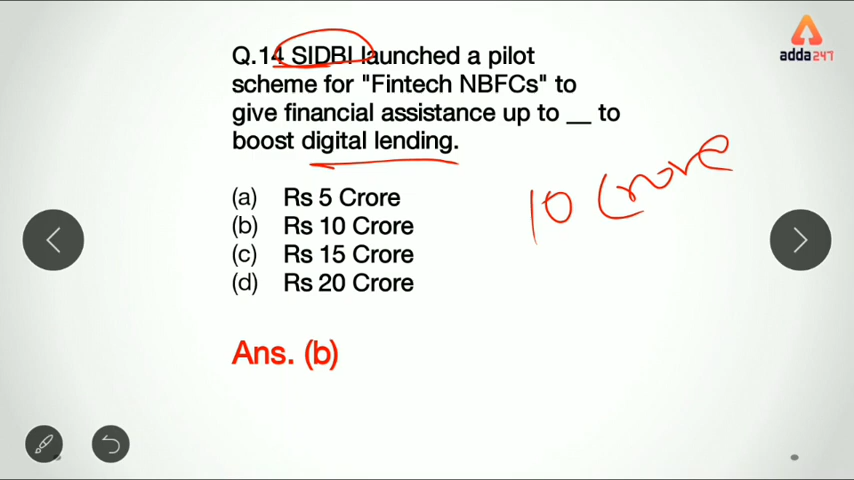 adda247
Q.14 SIDBI launched a pilot
scheme for "Fintech NBFCs" to
give financial assistance up to __ to
boost digital lending.
(a) Rs 5 Crore
(b) Rs 10 Crore
(c) Rs 15 Crore
(d) Rs 20 Crore
10 Crore
Ans. (b)